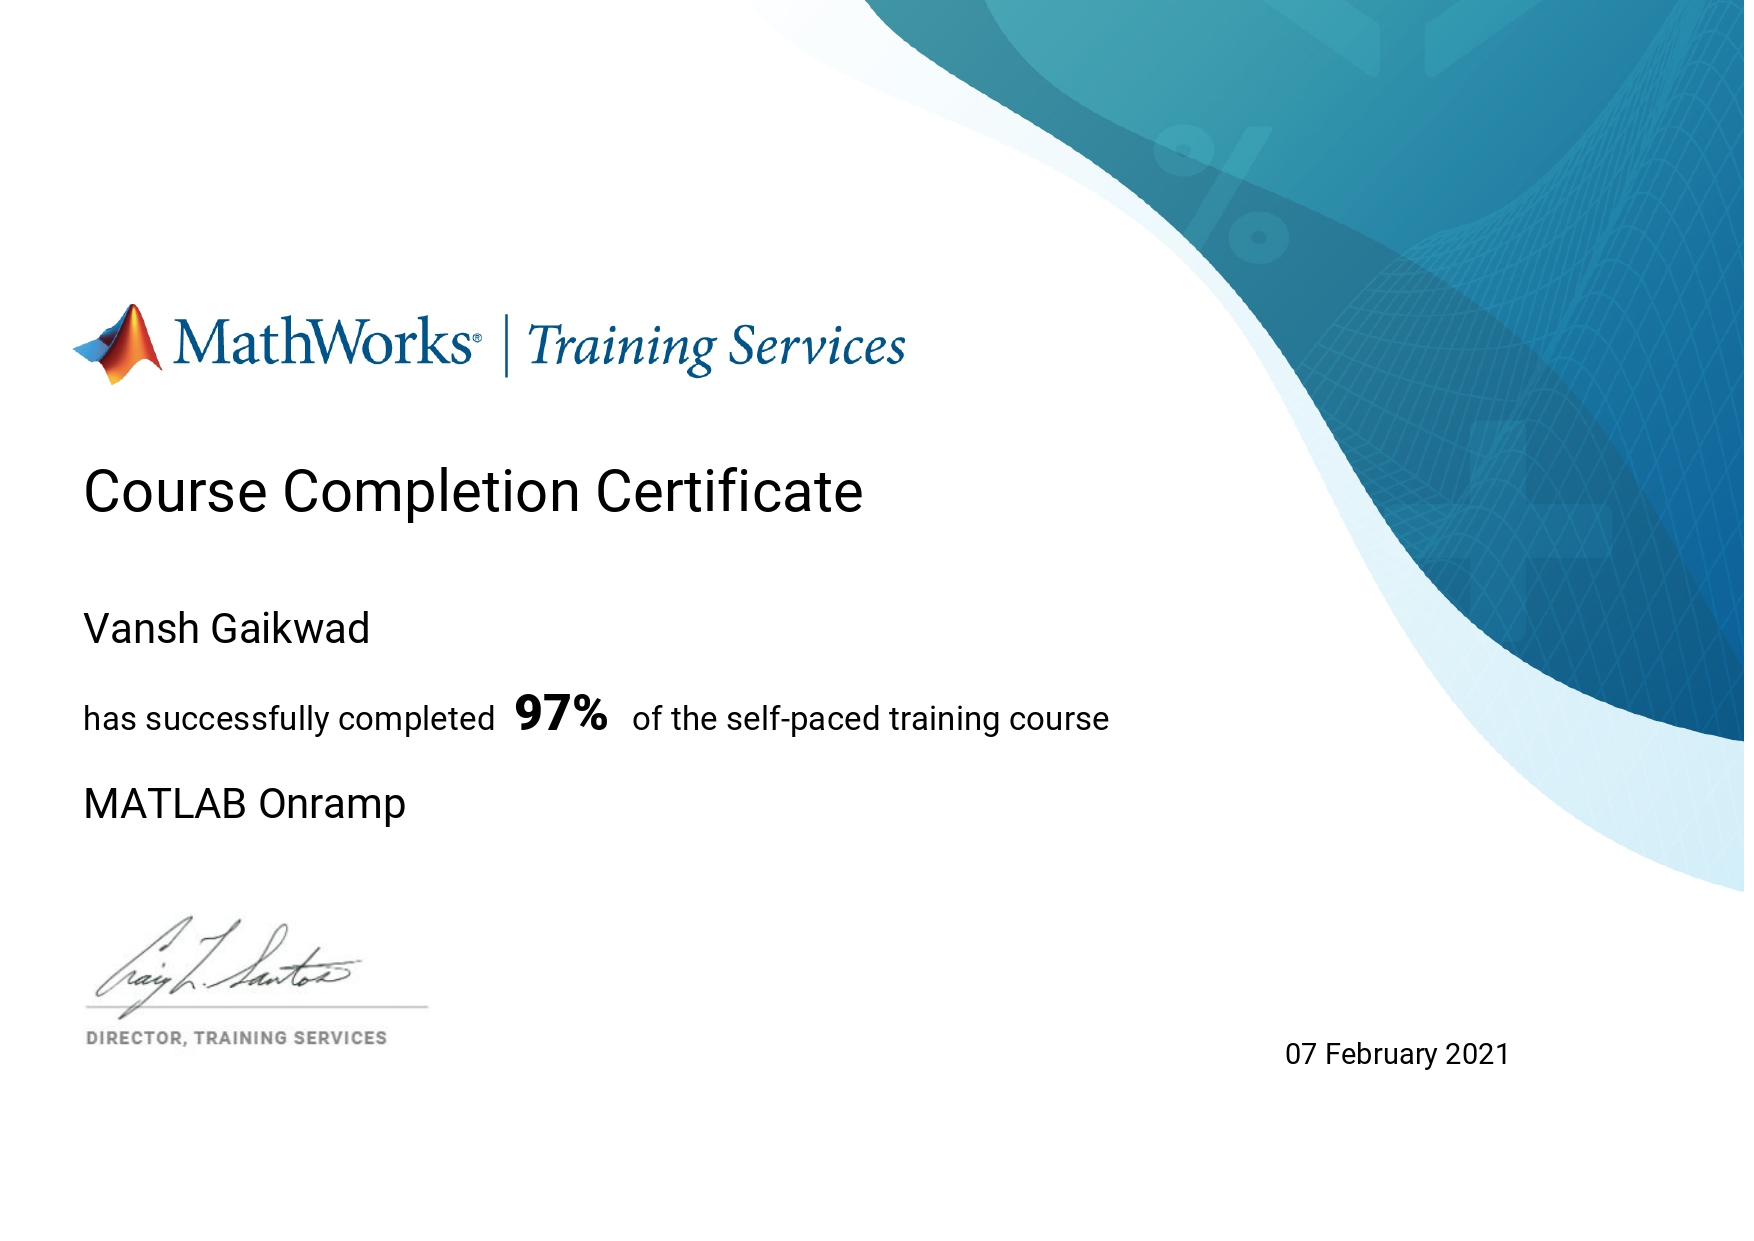 MathWorks® | Training Services
Course Completion Certificate
Vansh Gaikwad
has successfully completed 97% of the self-paced training course
MATLAB Onramp
Craig L. Santos
DIRECTOR, TRAINING SERVICES
07 February 2021
%